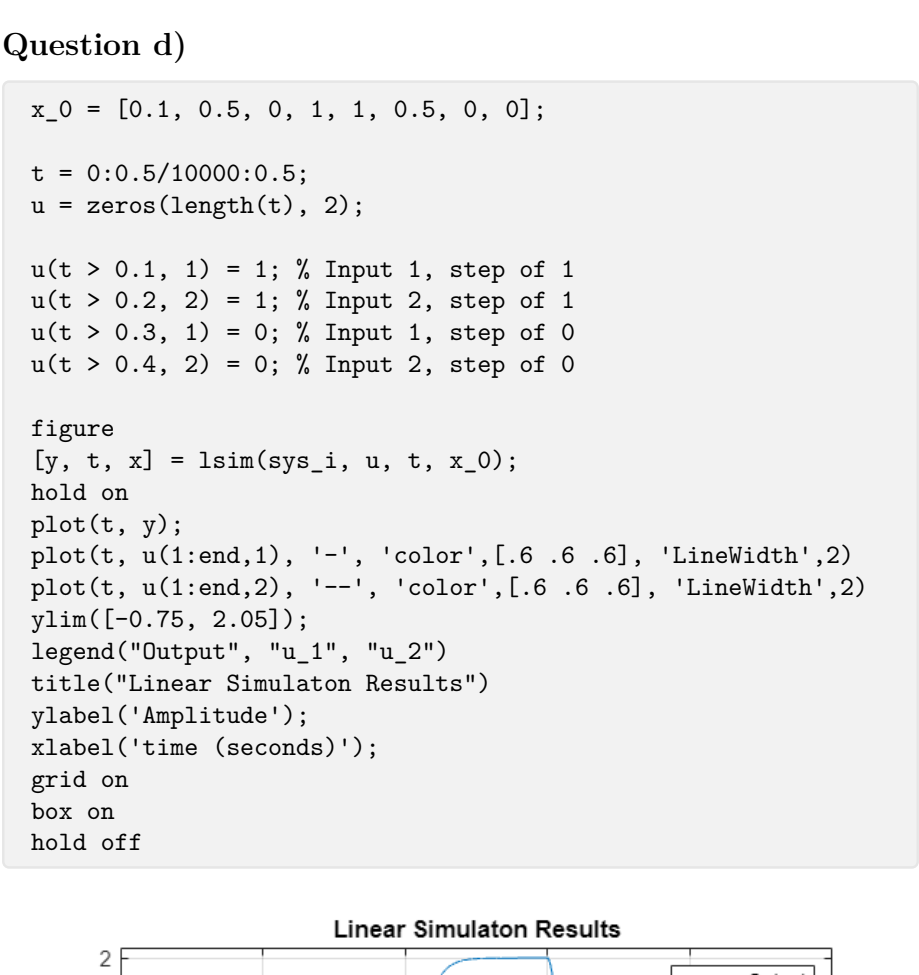 Question d)
x_0 = [0.1, 0.5, 0, 1, 1, 0.5, 0, 0];
t = 0:0.5/10000:0.5;
u = zeros(length(t), 2);
u(t > 0.1, 1) = 1; % Input 1, step of 1
u(t > 0.2, 2) = 1; % Input 2, step of 1
u(t > 0.3, 1) = 0; % Input 1, step of 0
u(t > 0.4, 2) = 0; % Input 2, step of 0
figure
[y, t, x] = lsim(sys_i, u, t, x_0);
hold on
plot(t, y);
plot(t, u(1:end,1), '-', 'color',[.6 .6 .6], 'LineWidth',2)
plot(t, u(1:end,2), '--', 'color',[.6 .6 .6], 'LineWidth',2)
ylim([-0.75, 2.05]);
legend("Output", "u_1", "u_2")
title("Linear Simulaton Results")
ylabel('Amplitude');
xlabel('time (seconds)');
grid on
box on
hold off
Linear Simulaton Results
2